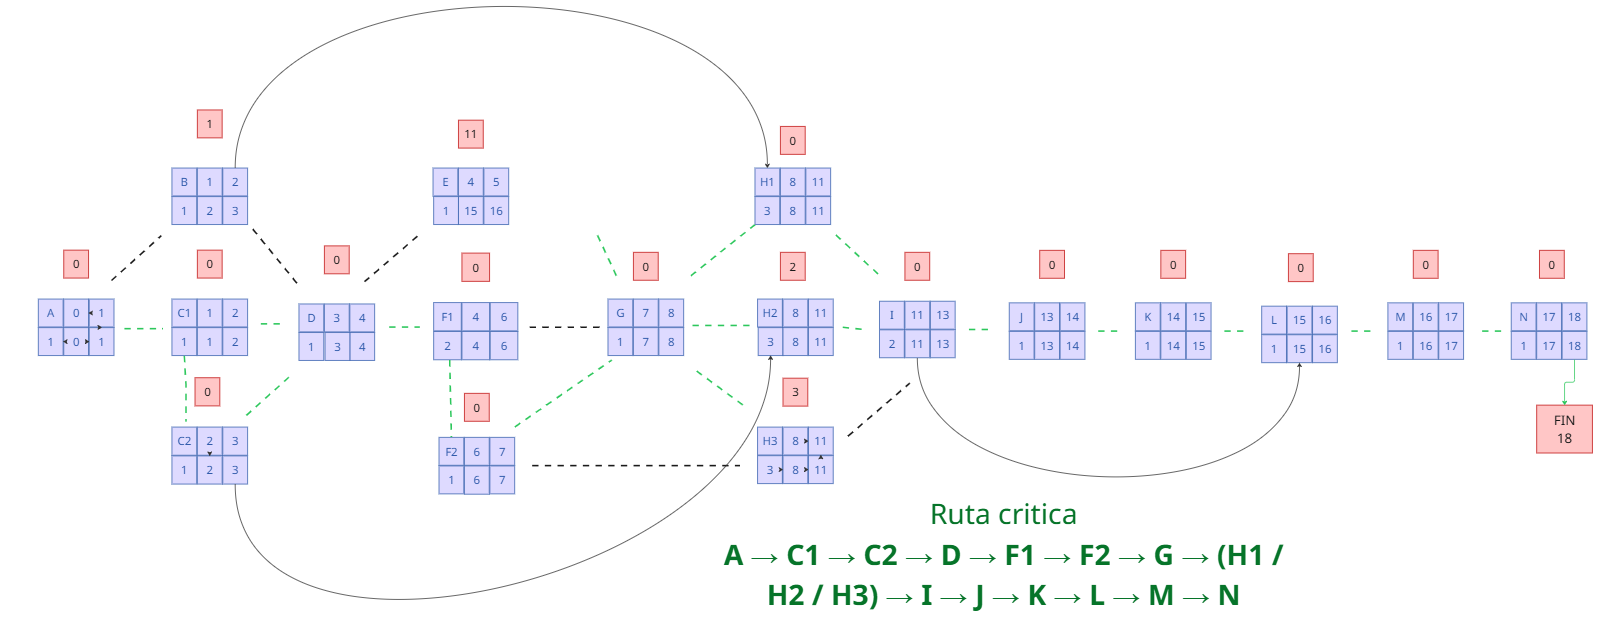 1
B 1 2
1 2 3
11
E 4 5
1 15 16
0
H1 8 11
3 8 11
0
A 0 1
1 0 1
0
C1 1 2
1 1 2
0
D 3 4
1 3 4
0
F1 4 6
2 4 6
0
G 7 8
1 7 8
2
H2 8 11
3 8 11
0
I 11 13
2 11 13
0
J 13 14
1 13 14
0
K 14 15
1 14 15
0
L 15 16
1 15 16
0
M 16 17
1 16 17
0
N 17 18
1 17 18
0
C2 2 3
1 2 3
0
F2 6 7
1 6 7
3
H3 8 11
3 8 11
FIN
18
Ruta critica
A → C1 → C2 → D → F1 → F2 → G → (H1 /
H2 / H3) → I → J → K → L → M → N